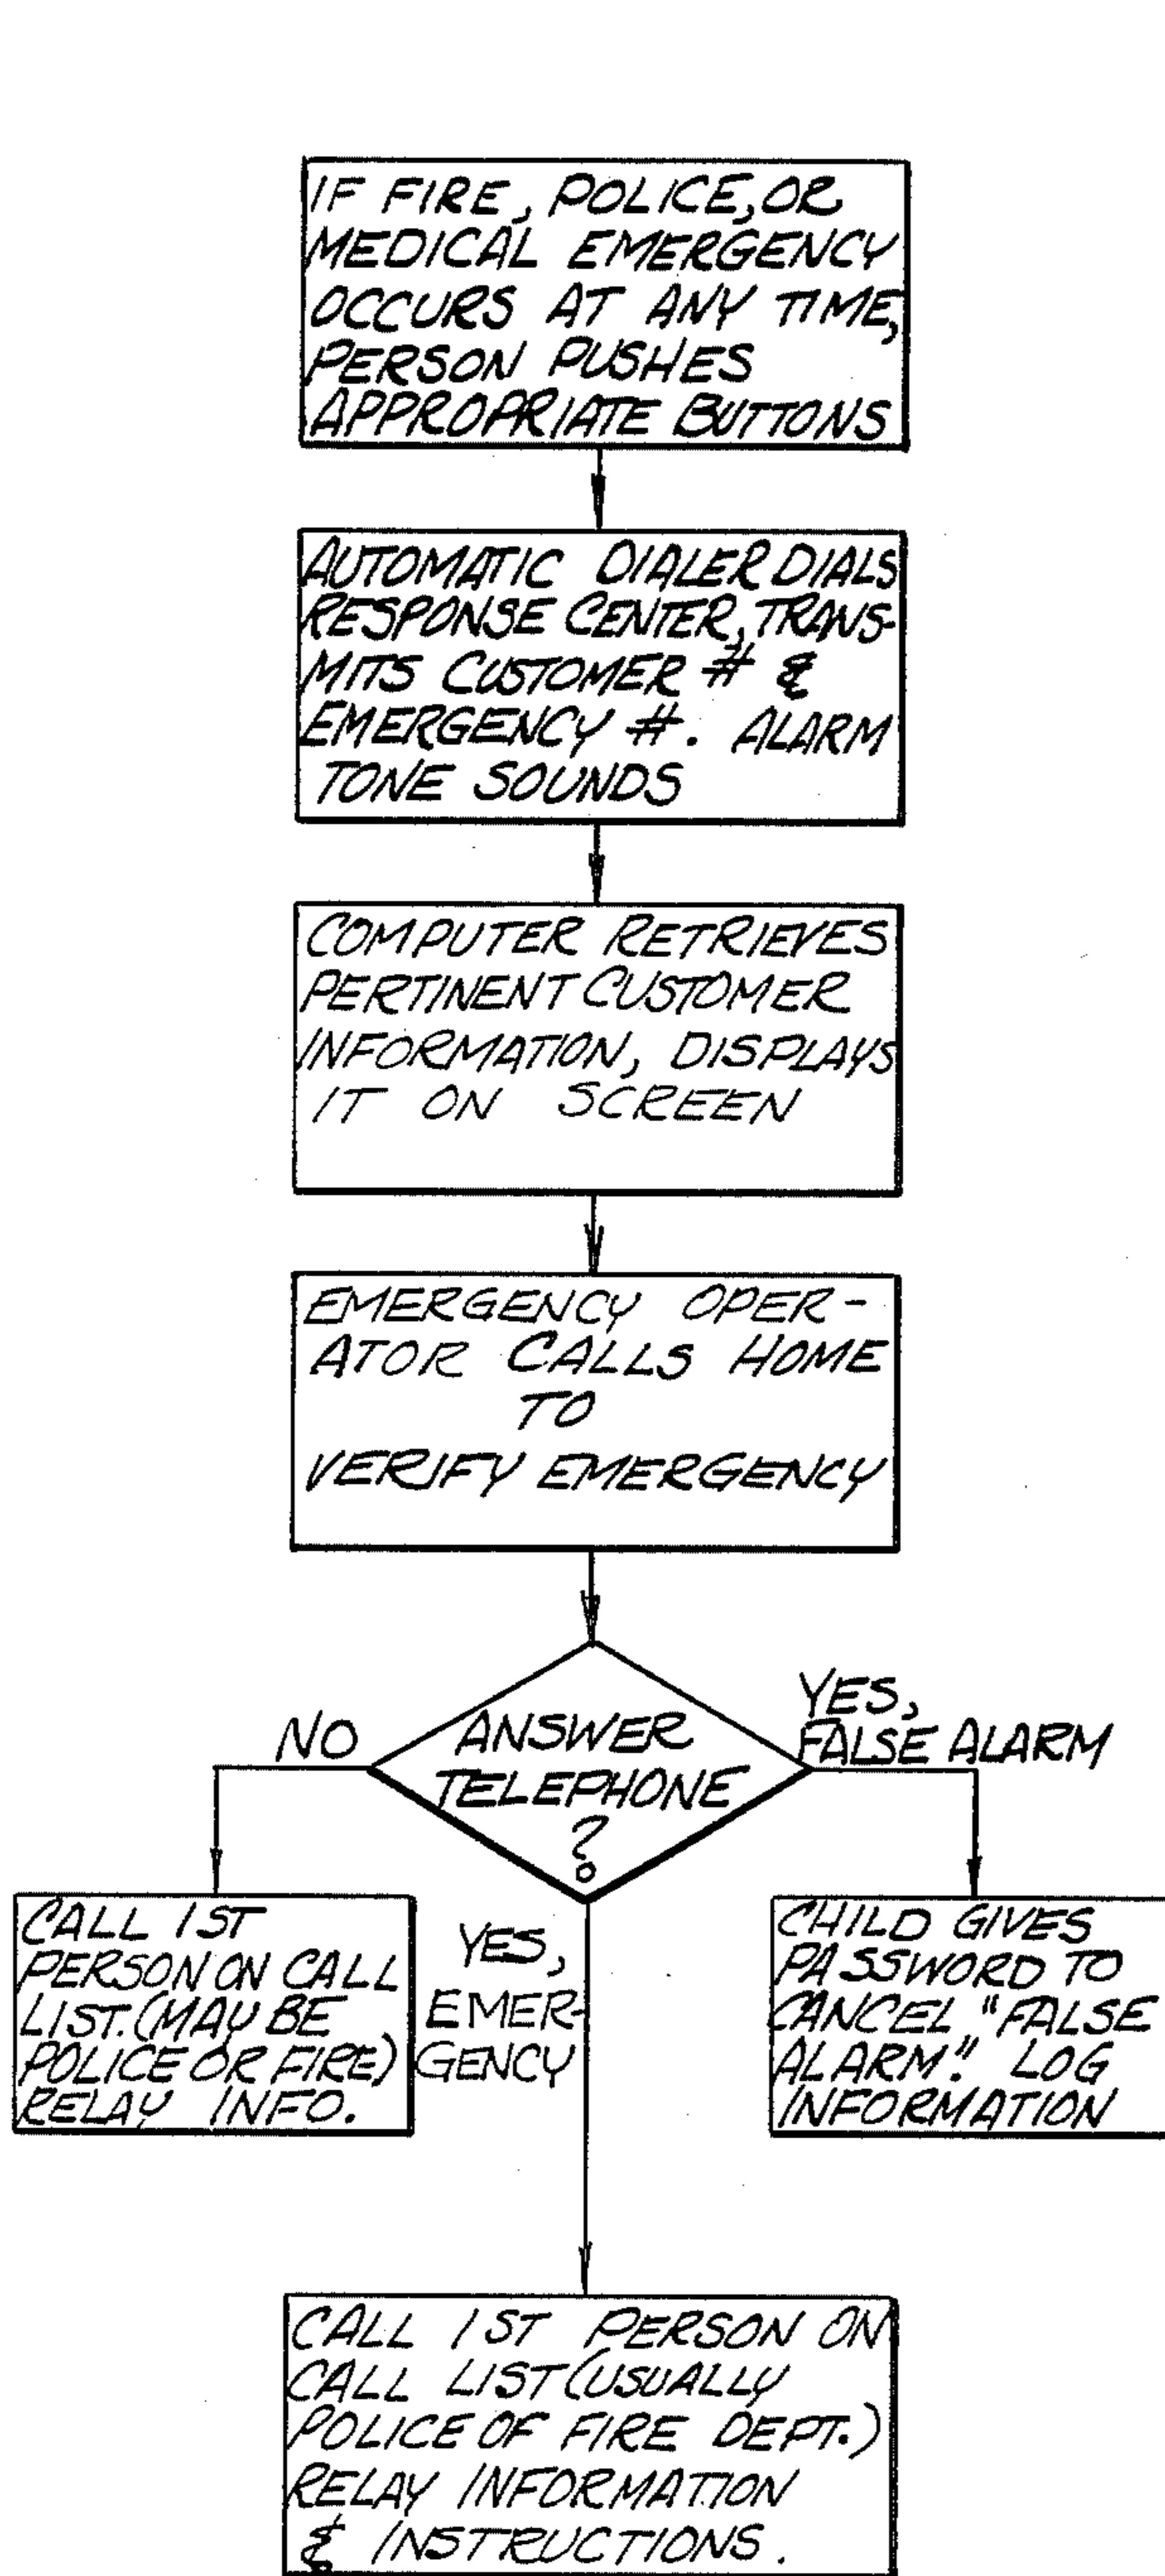 IF FIRE, POLICE, OR
MEDICAL EMERGENCY
OCCURS AT ANY TIME,
PERSON PUSHES
APPROPRIATE BUTTONS
AUTOMATIC DIALER DIALS
RESPONSE CENTER, TRANS-
MITS CUSTOMER # &
EMERGENCY #. ALARM
TONE SOUNDS
COMPUTER RETRIEVES
PERTINENT CUSTOMER
INFORMATION, DISPLAYS
IT ON SCREEN
EMERGENCY OPER-
ATOR CALLS HOME
TO
VERIFY EMERGENCY
ANSWER
TELEPHONE
?
NO
YES,
FALSE ALARM
CALL 1ST
PERSON ON CALL
LIST. (MAY BE
POLICE OR FIRE)
RELAY INFO.
YES,
EMER-
GENCY
CHILD GIVES
PASSWORD TO
CANCEL "FALSE
ALARM". LOG
INFORMATION
CALL 1ST PERSON ON
CALL LIST (USUALLY
POLICE OF FIRE DEPT.)
RELAY INFORMATION
& INSTRUCTIONS.